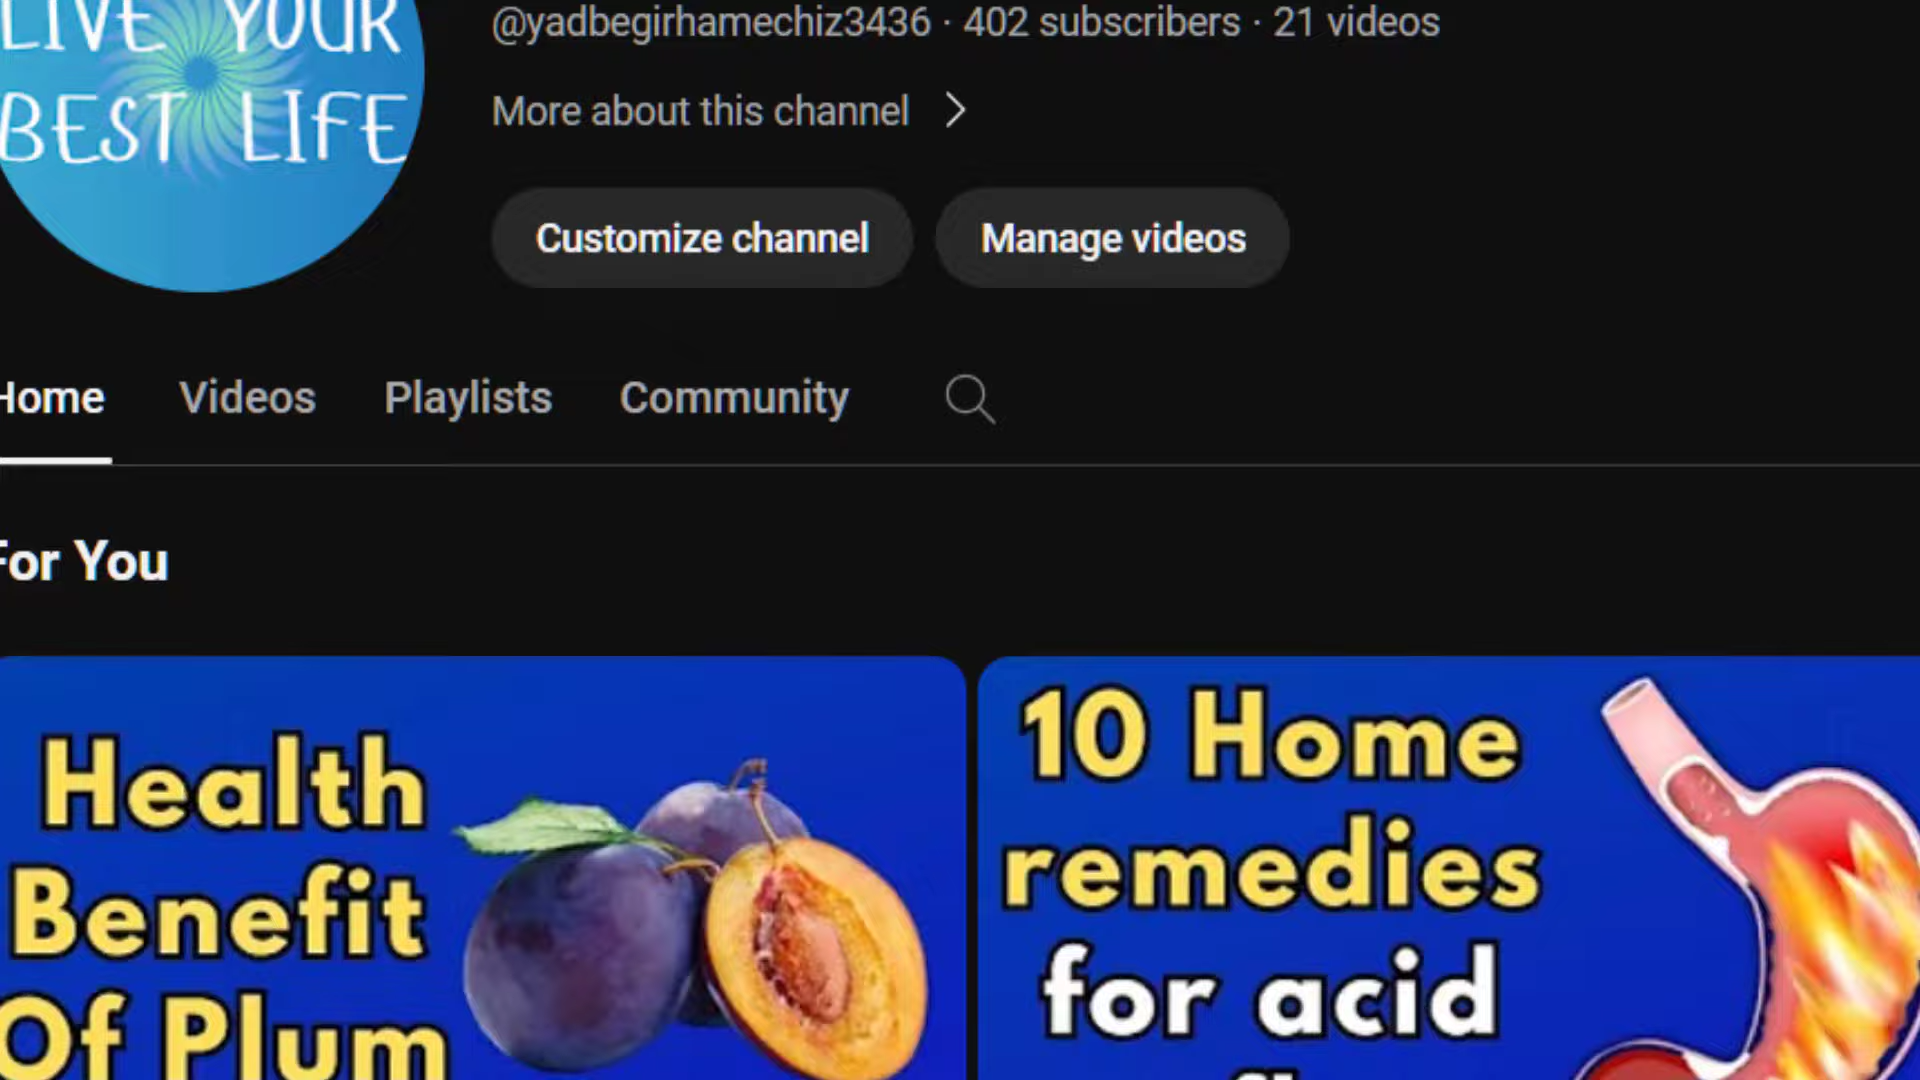 LIVE YOUR
BEST LIFE
@yadbegirhamechiz3436 · 402 subscribers · 21 videos
More about this channel
Customize channel
Manage videos
Home Videos Playlists Community
For You
Health
Benefit
Of Plum
10 Home
remedies
for acid